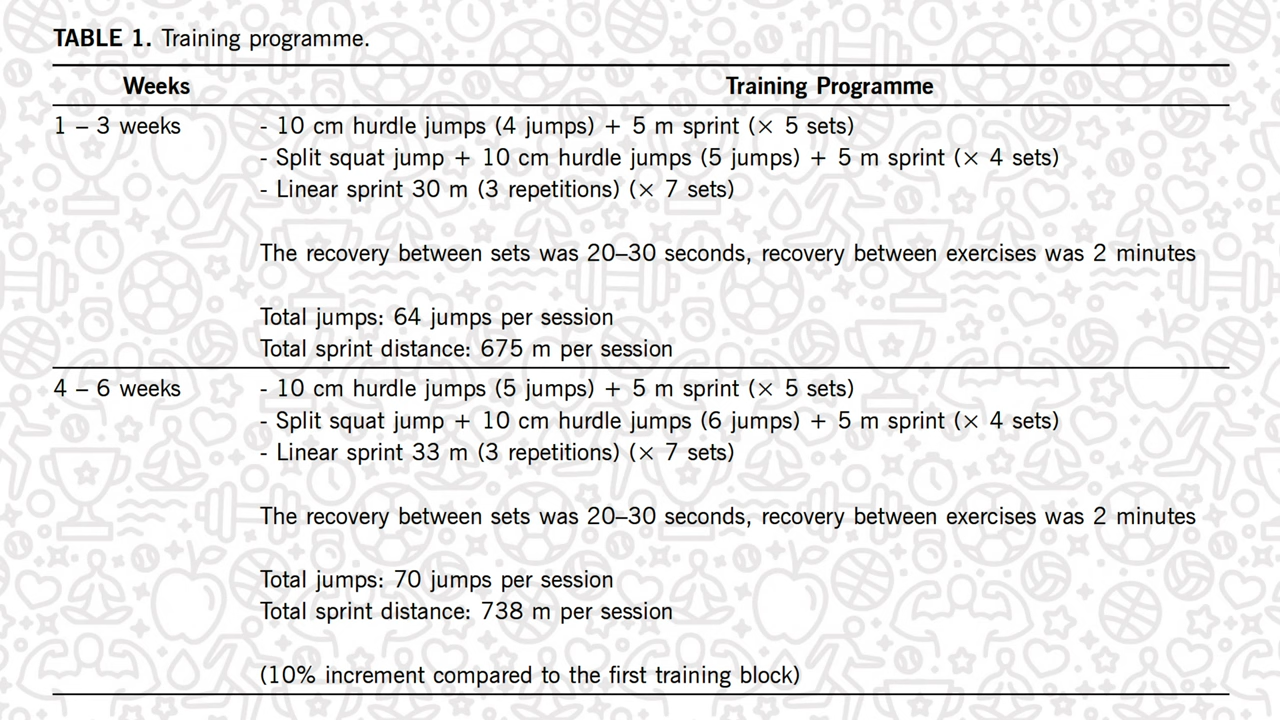 TABLE 1. Training programme.
Weeks Training Programme
1 – 3 weeks - 10 cm hurdle jumps (4 jumps) + 5 m sprint (× 5 sets)
- Split squat jump + 10 cm hurdle jumps (5 jumps) + 5 m sprint (× 4 sets)
- Linear sprint 30 m (3 repetitions) (× 7 sets)
The recovery between sets was 20–30 seconds, recovery between exercises was 2 minutes
Total jumps: 64 jumps per session
Total sprint distance: 675 m per session
4 – 6 weeks - 10 cm hurdle jumps (5 jumps) + 5 m sprint (× 5 sets)
- Split squat jump + 10 cm hurdle jumps (6 jumps) + 5 m sprint (× 4 sets)
- Linear sprint 33 m (3 repetitions) (× 7 sets)
The recovery between sets was 20–30 seconds, recovery between exercises was 2 minutes
Total jumps: 70 jumps per session
Total sprint distance: 738 m per session
(10% increment compared to the first training block)